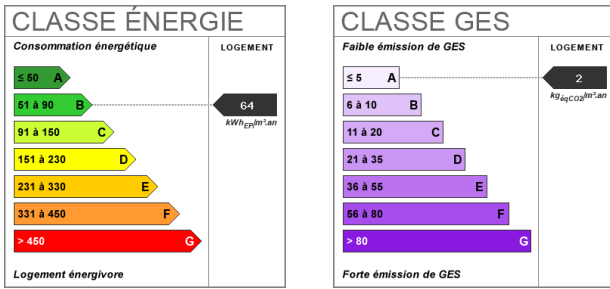 CLASSE ÉNERGIE
Consommation énergétique
LOGEMENT
≤ 50 A
51 à 90 B
64
kWhEP/m².an
91 à 150 C
151 à 230 D
231 à 330 E
331 à 450 F
> 450 G
Logement énergivore
CLASSE GES
Faible émission de GES
LOGEMENT
≤ 5 A
2
kgéqCO2/m².an
6 à 10 B
11 à 20 C
21 à 35 D
36 à 55 E
56 à 80 F
> 80 G
Forte émission de GES